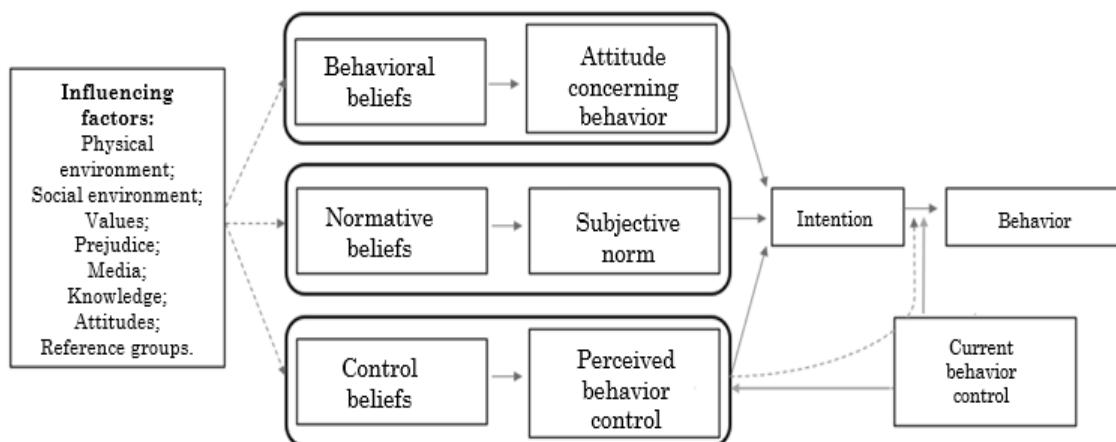 Influencing
factors:
Physical
environment;
Social environment;
Values;
Prejudice;
Media;
Knowledge;
Attitudes;
Reference groups.
Behavioral
beliefs
Attitude
concerning
behavior
Normative
beliefs
Subjective
norm
Control
beliefs
Perceived
behavior
control
Intention
Behavior
Current
behavior
control